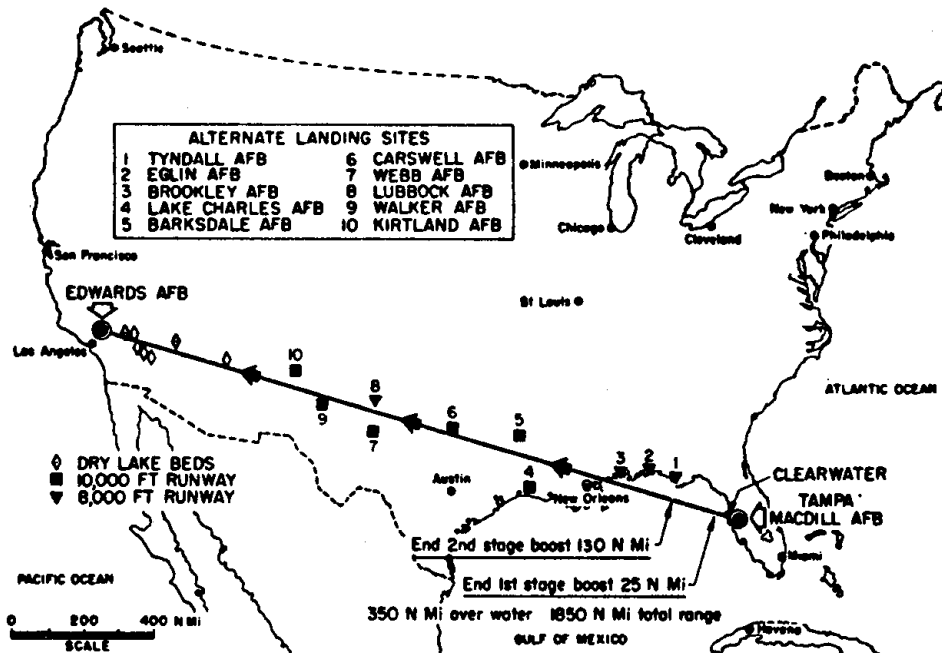 Seattle
ALTERNATE LANDING SITES
1 TYNDALL AFB 6 CARSWELL AFB
2 EGLIN AFB 7 WEBB AFB
3 BROOKLEY AFB 8 LUBBOCK AFB
4 LAKE CHARLES AFB 9 WALKER AFB
5 BARKSDALE AFB 10 KIRTLAND AFB
Minneapolis
Boston
New York
Chicago
Cleveland
Philadelphia
San Francisco
EDWARDS AFB
St Louis
Los Angeles
10
ATLANTIC OCEAN
8
9
7
6
5
3
2
1
DRY LAKE BEDS
10,000 FT RUNWAY
8,000 FT RUNWAY
Austin
4
New Orleans
CLEARWATER
TAMPA
MACDILL AFB
End 2nd stage boost 130 N Mi
Miami
PACIFIC OCEAN
End 1st stage boost 25 N Mi
350 N Mi over water 1850 N Mi total range
0 200 400 N Mi
SCALE
GULF OF MEXICO
Havana